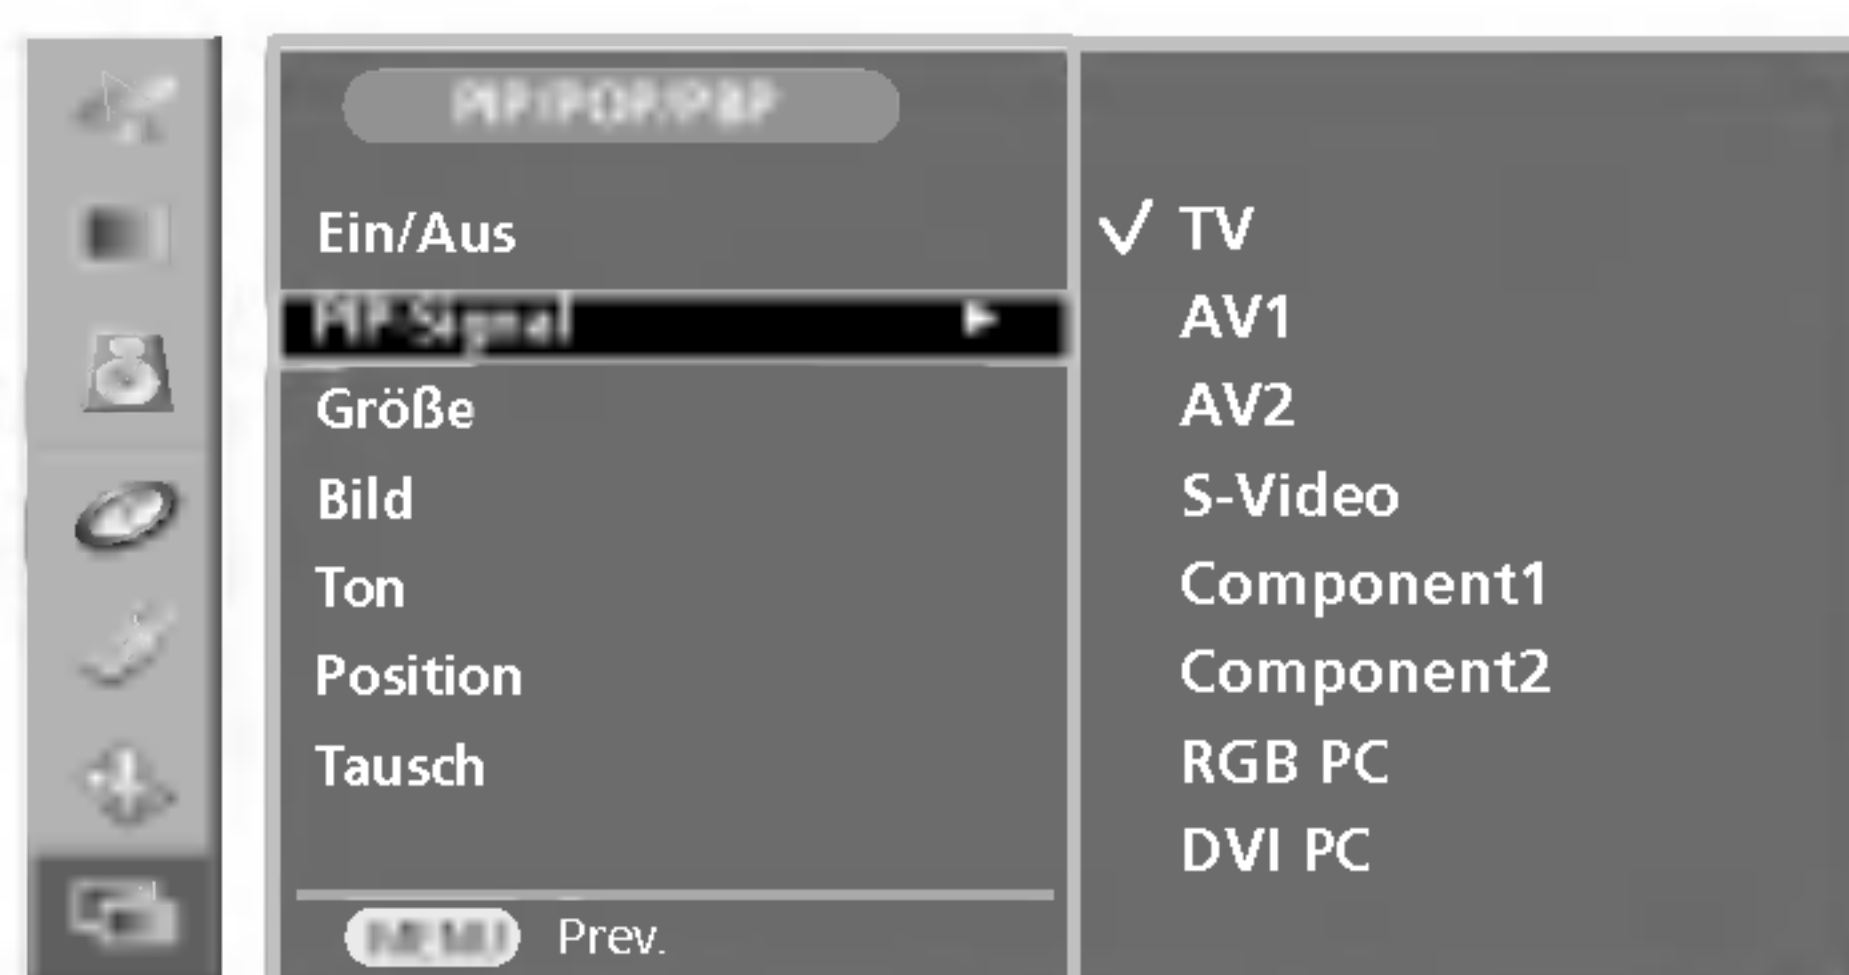 PIP/POP/PBP
Ein/Aus
PIP-Signal
Größe
Bild
Ton
Position
Tausch
MENU Prev.
TV
AV1
AV2
S-Video
Component1
Component2
RGB PC
DVI PC